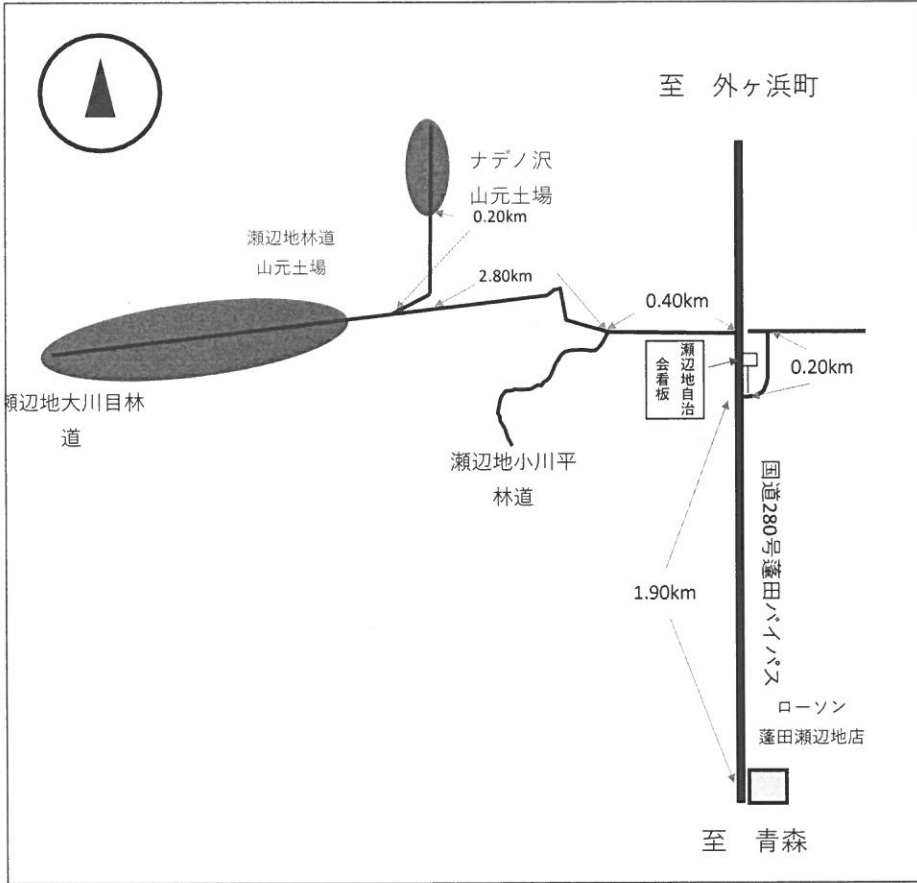 至 外ヶ浜町
ナデノ沢
山元土場
0.20km
瀬辺地林道
山元土場
2.80km
0.40km
瀬辺地自治
会看板
0.20km
瀬辺地大川目林
道
瀬辺地小川平
林道
国道280号蓬田バイパス
1.90km
ローソン
蓬田瀬辺地店
至 青森